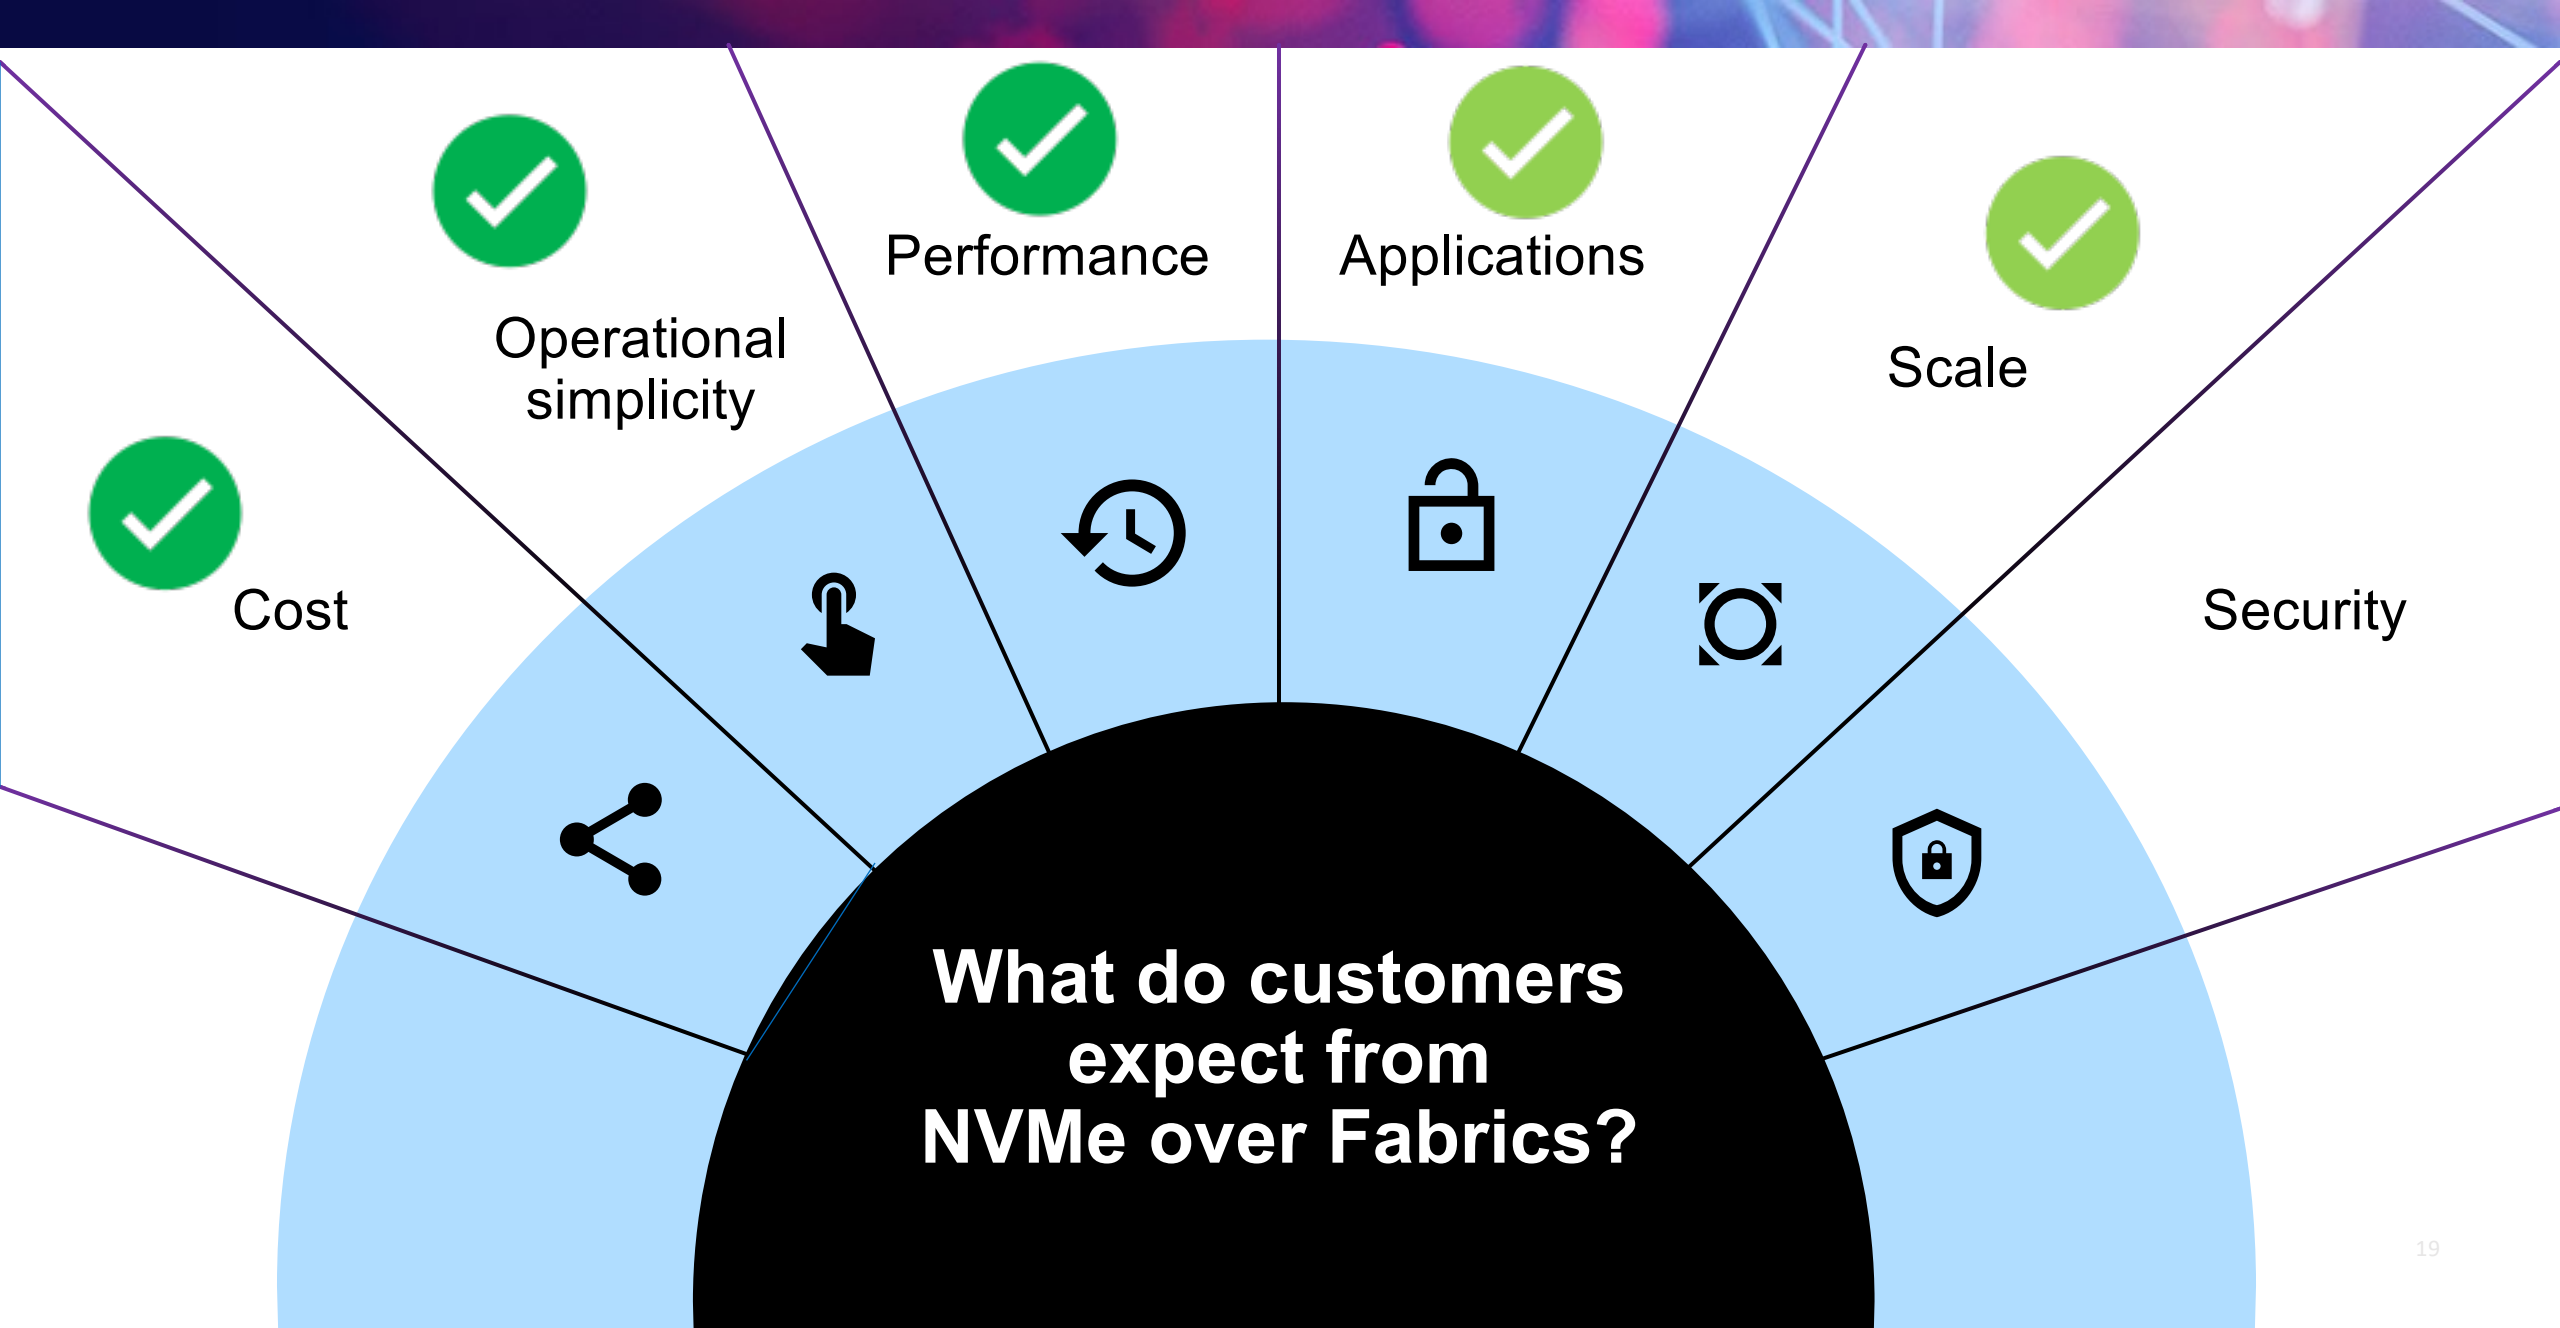 Performance
Applications
Operational
simplicity
Scale
Cost
Security
What do customers
expect from
NVMe over Fabrics?
19